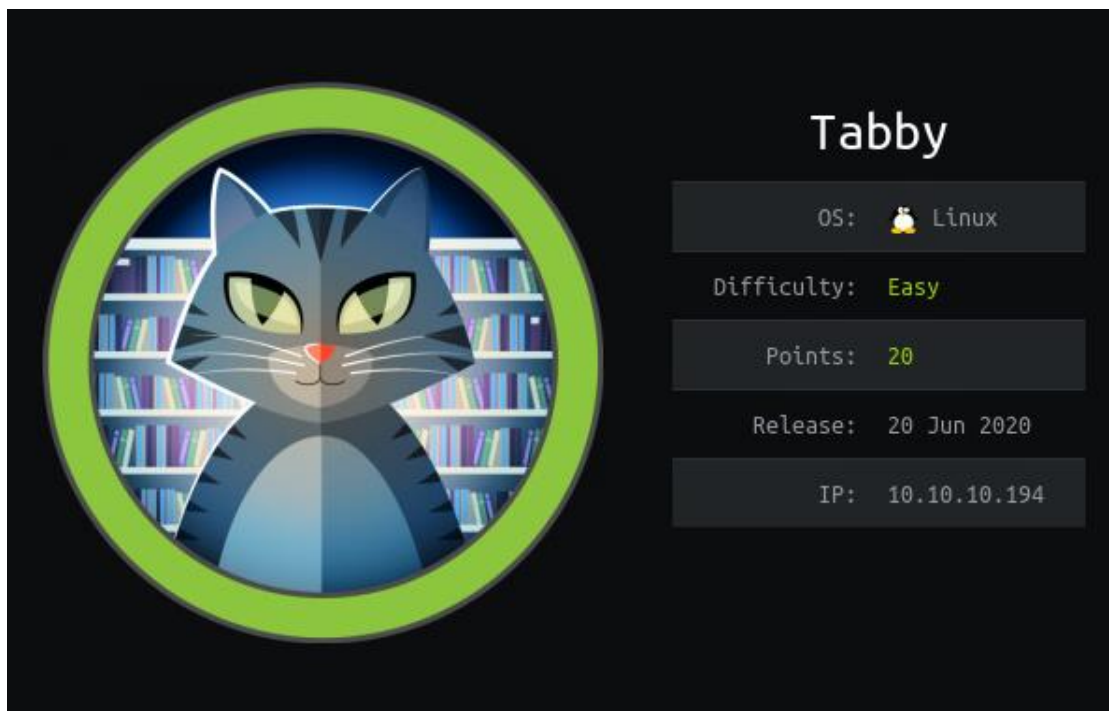 Tabby
OS: Linux
Difficulty: Easy
Points: 20
Release: 20 Jun 2020
IP: 10.10.10.194